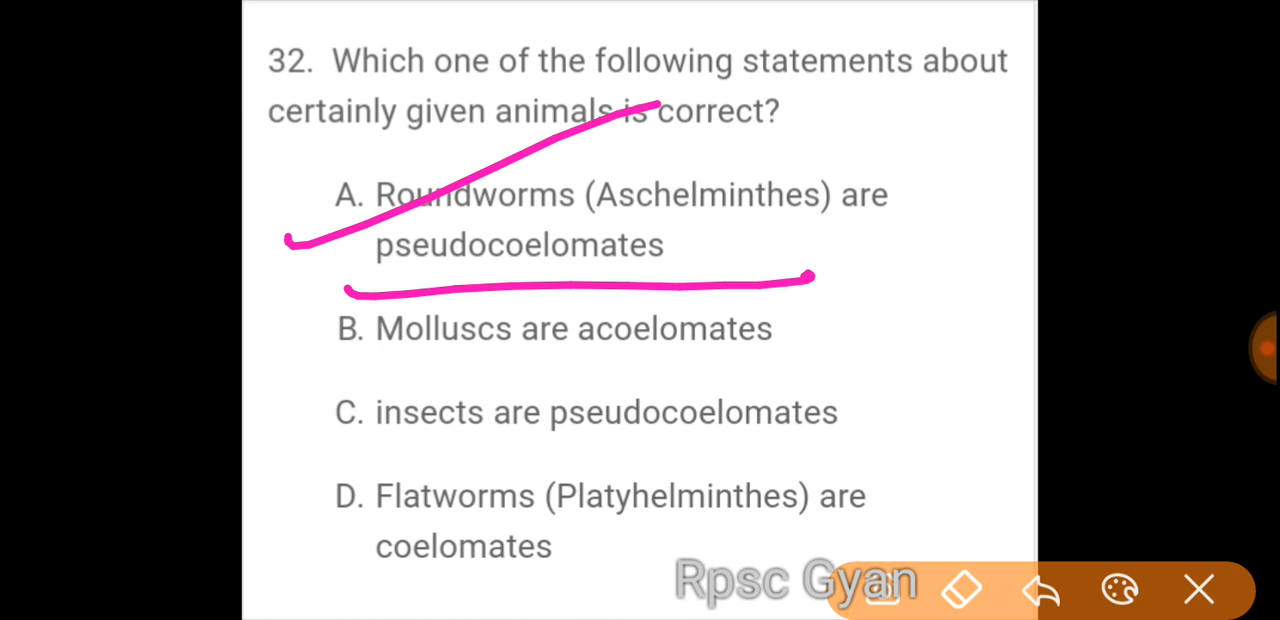 32. Which one of the following statements about
certainly given animals is correct?
A. Roundworms (Aschelminthes) are
pseudocoelomates
B. Molluscs are acoelomates
C. insects are pseudocoelomates
D. Flatworms (Platyhelminthes) are
coelomates
Rpsc Gyan